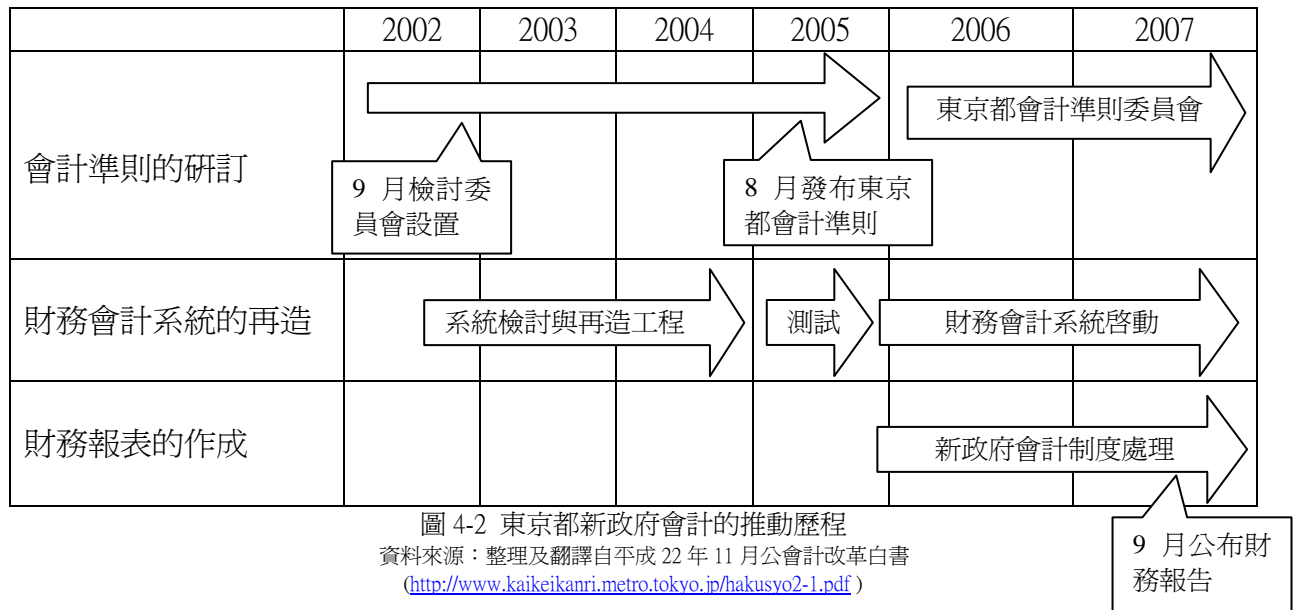 2002 2003 2004 2005 2006 2007
會計準則的研訂
東京都會計準則委員會
9 月檢討委
員會設置
8 月發布東京
都會計準則
財務會計系統的再造
系統檢討與再造工程
測試
財務會計系統啓動
財務報表的作成
新政府會計制度處理
9 月公布財
務報告
圖 4-2 東京都新政府會計的推動歷程
資料來源：整理及翻譯自平成 22 年 11 月公會計改革白書
(http://www.kaikeikanri.metro.tokyo.jp/hakusyo2-1.pdf )